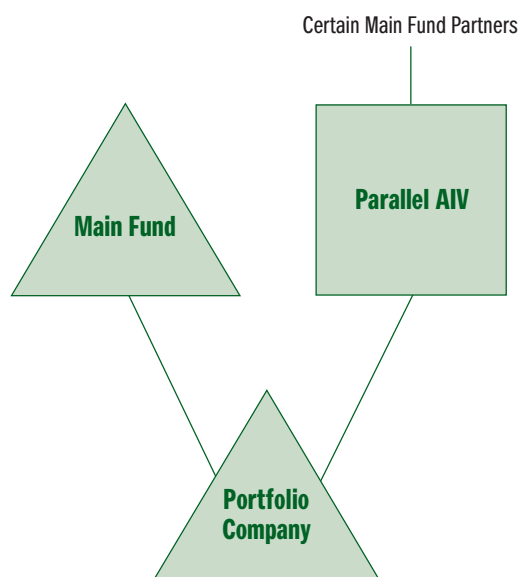 Certain Main Fund Partners
Main Fund
Parallel AIV
Portfolio
Company